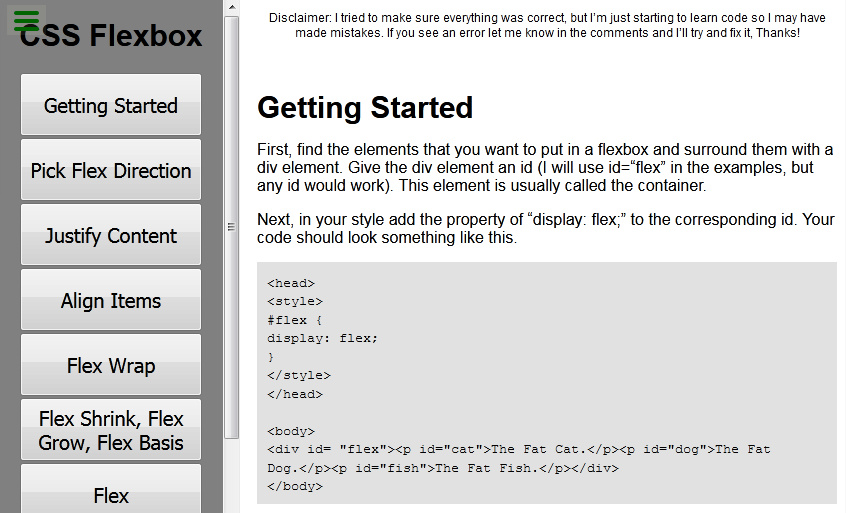 CSS Flexbox
Getting Started
Pick Flex Direction
Justify Content
Align Items
Flex Wrap
Flex Shrink, Flex
Grow, Flex Basis
Flex
Disclaimer: I tried to make sure everything was correct, but I’m just starting to learn code so I may have
made mistakes. If you see an error let me know in the comments and I’ll try and fix it, Thanks!
Getting Started
First, find the elements that you want to put in a flexbox and surround them with a
div element. Give the div element an id (I will use id=“flex” in the examples, but
any id would work). This element is usually called the container.
Next, in your style add the property of “display: flex;” to the corresponding id. Your
code should look something like this.
<head>
<style>
#flex {
display: flex;
}
</style>
</head>
<body>
<div id= "flex"><p id="cat">The Fat Cat.</p><p id="dog">The Fat
Dog.</p><p id="fish">The Fat Fish.</p></div>
</body>